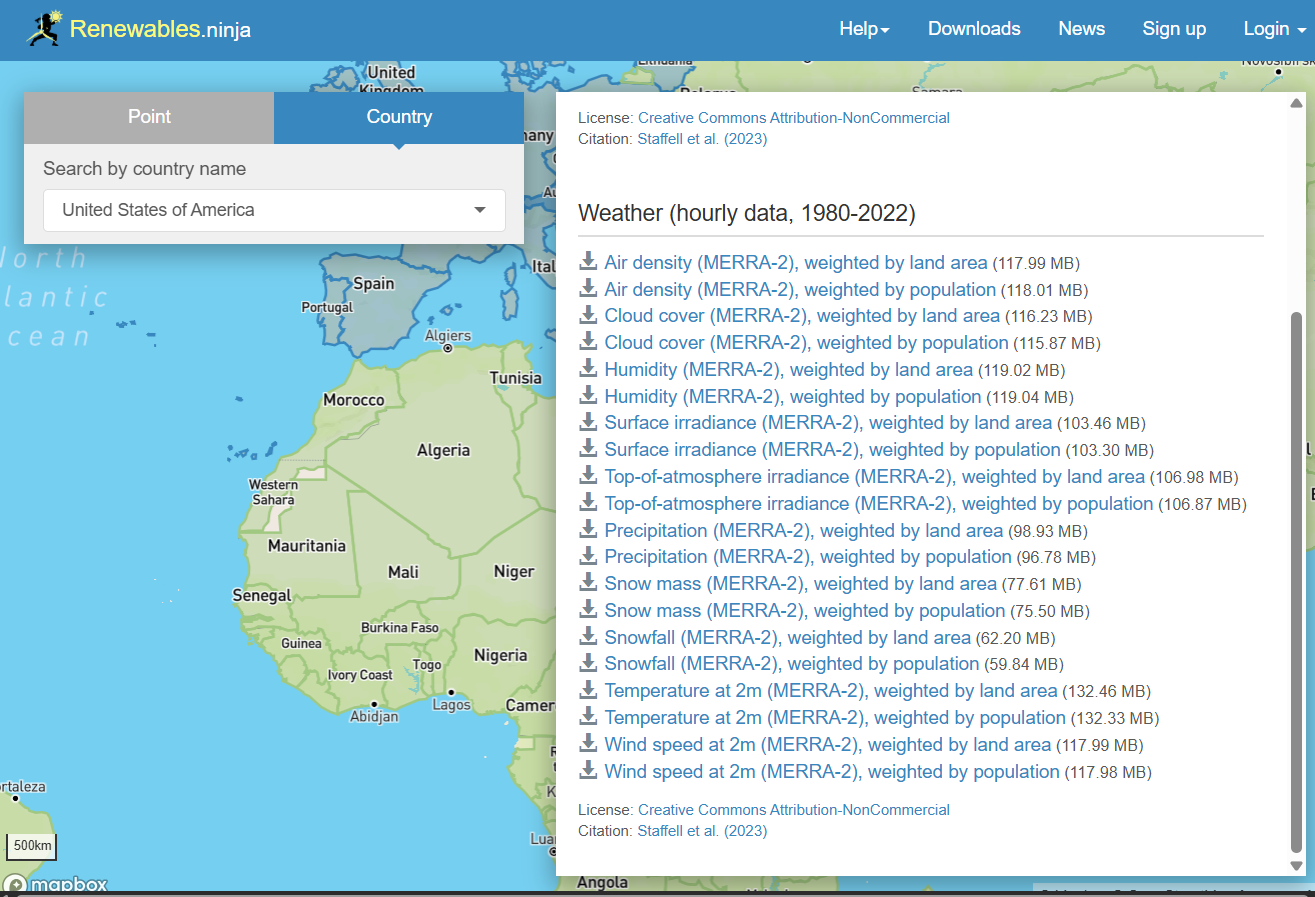 Renewables.ninja
Help
Downloads
News
Sign up
Login
Point
Country
Search by country name
United States of America
License: Creative Commons Attribution-NonCommercial
Citation: Staffell et al. (2023)
Weather (hourly data, 1980-2022)
Air density (MERRA-2), weighted by land area (117.99 MB)
Air density (MERRA-2), weighted by population (118.01 MB)
Cloud cover (MERRA-2), weighted by land area (116.23 MB)
Cloud cover (MERRA-2), weighted by population (115.87 MB)
Humidity (MERRA-2), weighted by land area (119.02 MB)
Humidity (MERRA-2), weighted by population (119.04 MB)
Surface irradiance (MERRA-2), weighted by land area (103.46 MB)
Surface irradiance (MERRA-2), weighted by population (103.30 MB)
Top-of-atmosphere irradiance (MERRA-2), weighted by land area (106.98 MB)
Top-of-atmosphere irradiance (MERRA-2), weighted by population (106.87 MB)
Precipitation (MERRA-2), weighted by land area (98.93 MB)
Precipitation (MERRA-2), weighted by population (96.78 MB)
Snow mass (MERRA-2), weighted by land area (77.61 MB)
Snow mass (MERRA-2), weighted by population (75.50 MB)
Snowfall (MERRA-2), weighted by land area (62.20 MB)
Snowfall (MERRA-2), weighted by population (59.84 MB)
Temperature at 2m (MERRA-2), weighted by land area (132.46 MB)
Temperature at 2m (MERRA-2), weighted by population (132.33 MB)
Wind speed at 2m (MERRA-2), weighted by land area (117.99 MB)
Wind speed at 2m (MERRA-2), weighted by population (117.98 MB)
License: Creative Commons Attribution-NonCommercial
Citation: Staffell et al. (2023)
United
Kingdom
Lithuania
Samara
Spain
Portugal
Algiers
Tunisia
Morocco
Algeria
Western
Sahara
Mauritania
Mali
Niger
Senegal
Burkina Faso
Guinea
Togo
Nigeria
Ivory Coast
Lagos
Abidjan
Angola
500km
mapbox